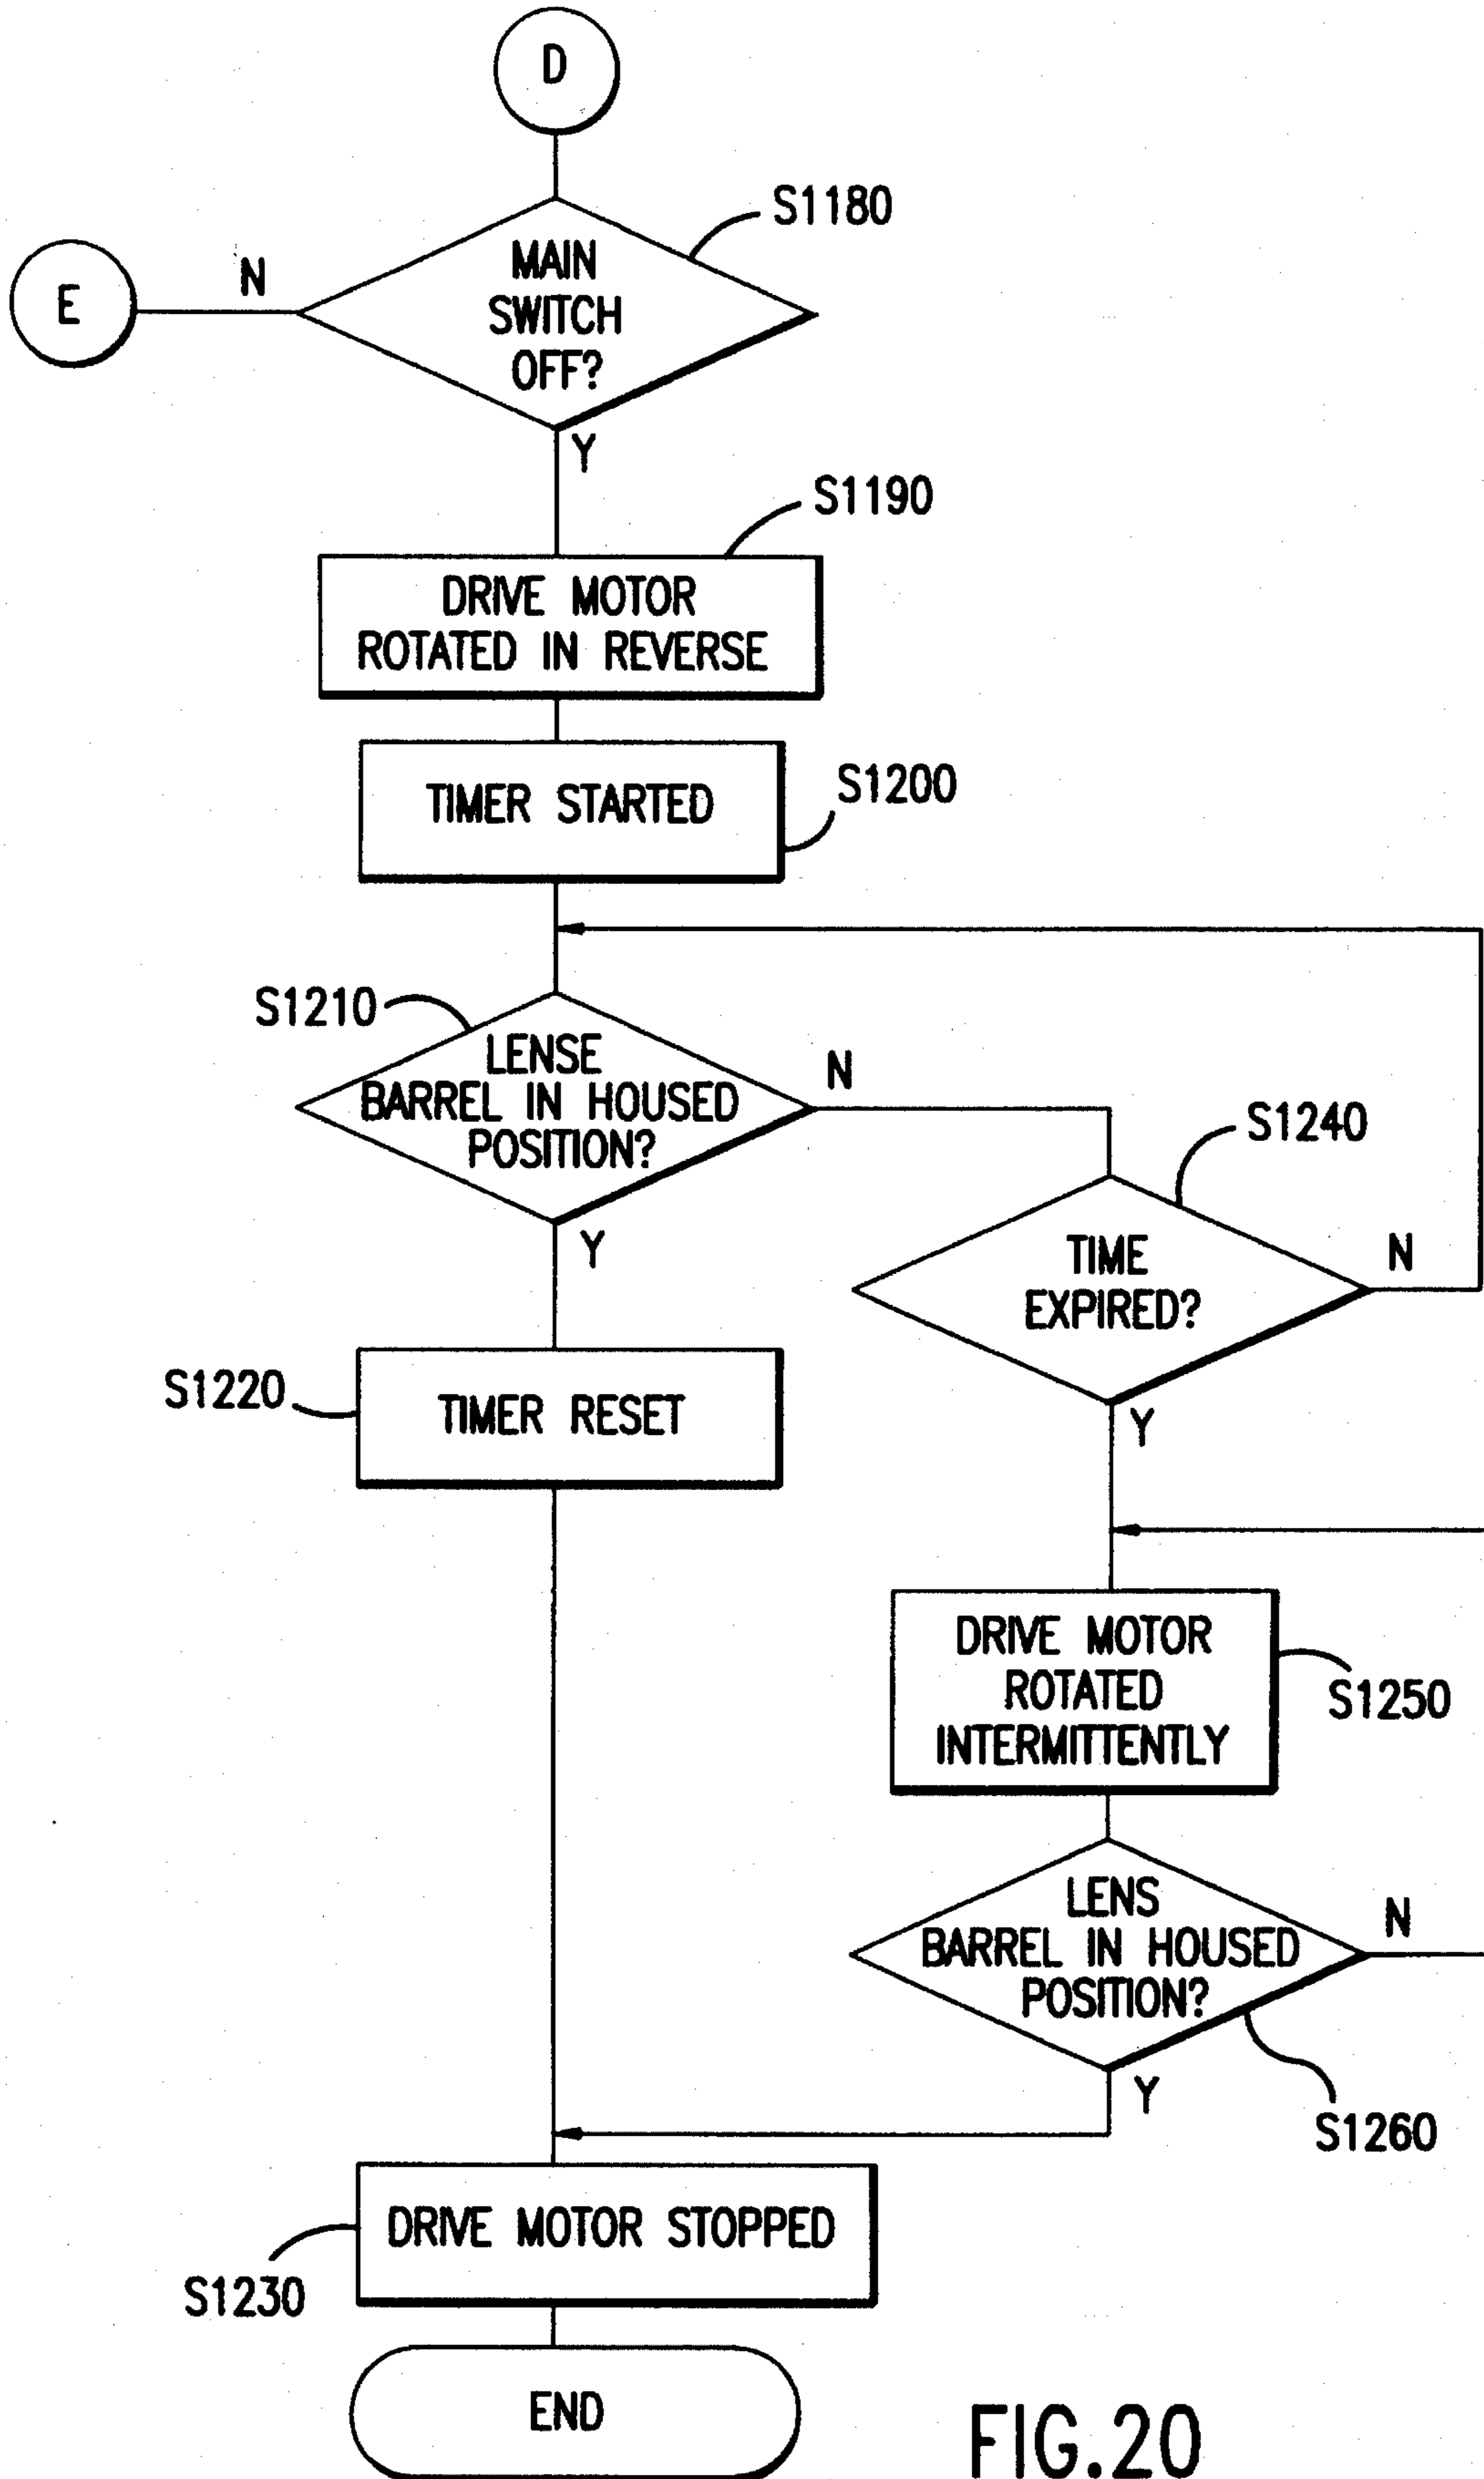 D
S1180
E
N
MAIN
SWITCH
OFF?
Y
S1190
DRIVE MOTOR
ROTATED IN REVERSE
TIMER STARTED
S1200
S1210
LENSE
BARREL IN HOUSED
POSITION?
N
Y
S1240
TIME
EXPIRED?
N
Y
S1220
TIMER RESET
DRIVE MOTOR
ROTATED
INTERMITTENTLY
S1250
LENS
BARREL IN HOUSED
POSITION?
N
Y
S1260
DRIVE MOTOR STOPPED
S1230
END
FIG.20